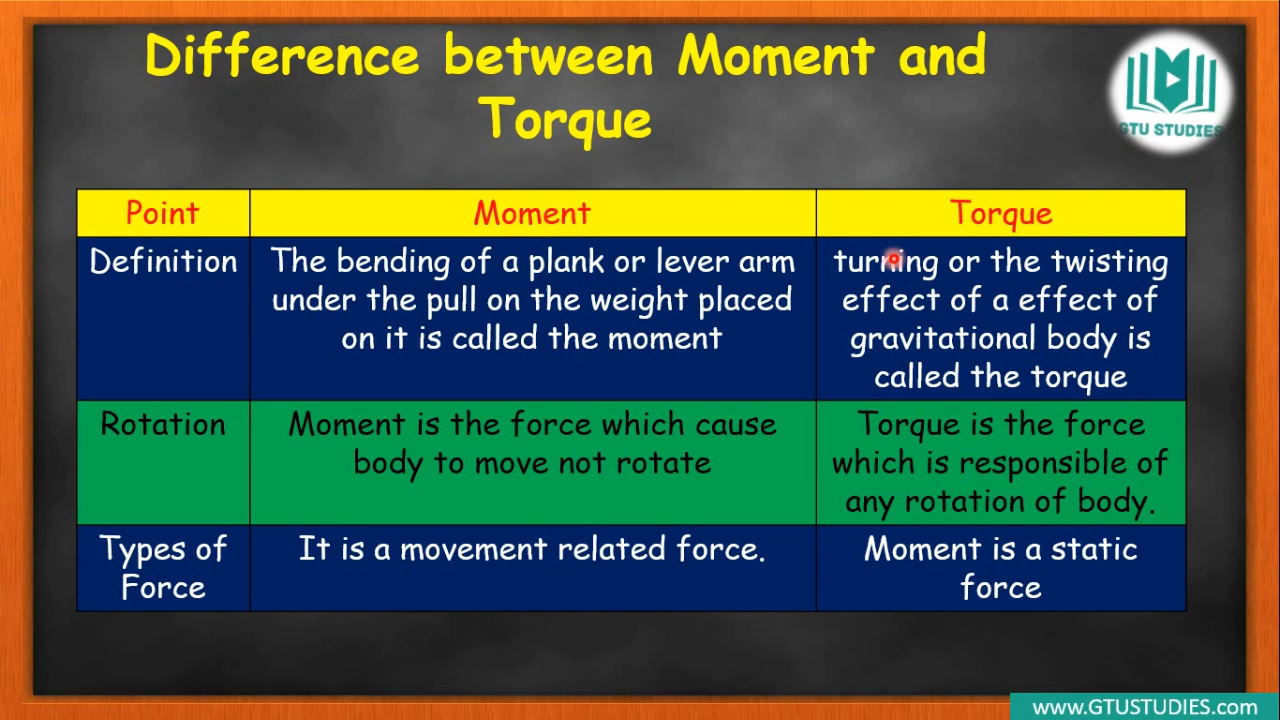 Difference between Moment and
Torque
GTU STUDIES
Point
Moment
Torque
Definition
The bending of a plank or lever arm
under the pull on the weight placed
on it is called the moment
turning or the twisting
effect of a effect of
gravitational body is
called the torque
Rotation
Moment is the force which cause
body to move not rotate
Torque is the force
which is responsible of
any rotation of body.
Types of
Force
It is a movement related force.
Moment is a static
force
www.GTUSTUDIES.com